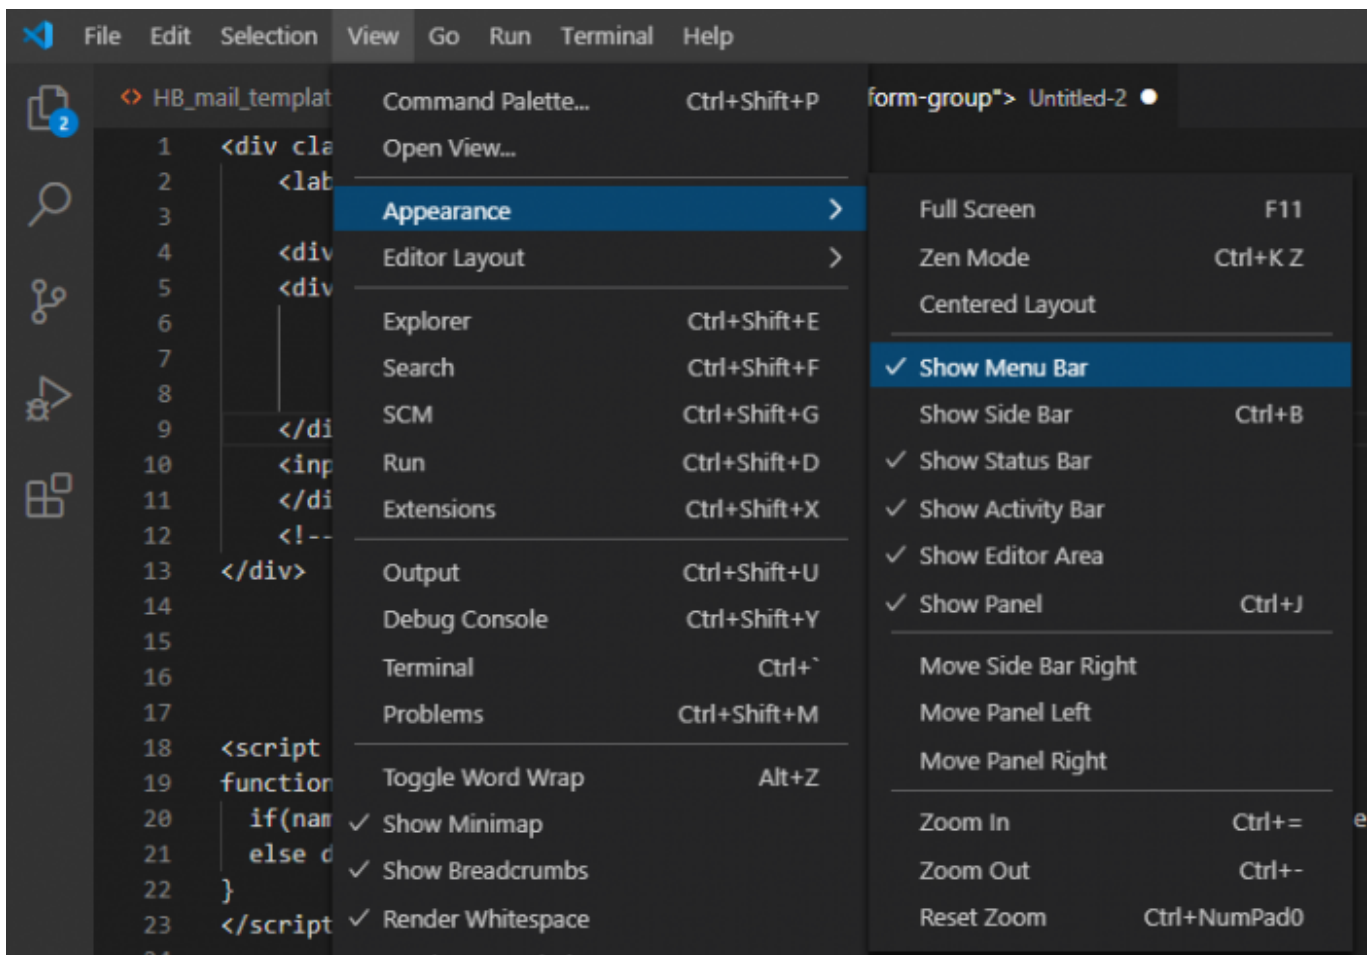 File Edit Selection View Go Run Terminal Help
HB_mail_templat
form-group"> Untitled-2
2
1 <div cla
2 <lab
3
4 <div
5 <div
6
7
8
9 </di
10 <inp
11 </di
12 <!--
13 </div>
14
15
16
17
18 <script
19 function
20 if(nam
21 else d
22 }
23 </script
Command Palette... Ctrl+Shift+P
Open View...
Appearance
Editor Layout
Explorer Ctrl+Shift+E
Search Ctrl+Shift+F
SCM Ctrl+Shift+G
Run Ctrl+Shift+D
Extensions Ctrl+Shift+X
Output Ctrl+Shift+U
Debug Console Ctrl+Shift+Y
Terminal Ctrl+`
Problems Ctrl+Shift+M
Toggle Word Wrap Alt+Z
Show Minimap
Show Breadcrumbs
Render Whitespace
Full Screen F11
Zen Mode Ctrl+K Z
Centered Layout
Show Menu Bar
Show Side Bar Ctrl+B
Show Status Bar
Show Activity Bar
Show Editor Area
Show Panel Ctrl+J
Move Side Bar Right
Move Panel Left
Move Panel Right
Zoom In Ctrl+=
Zoom Out Ctrl+-
Reset Zoom Ctrl+NumPad0
e